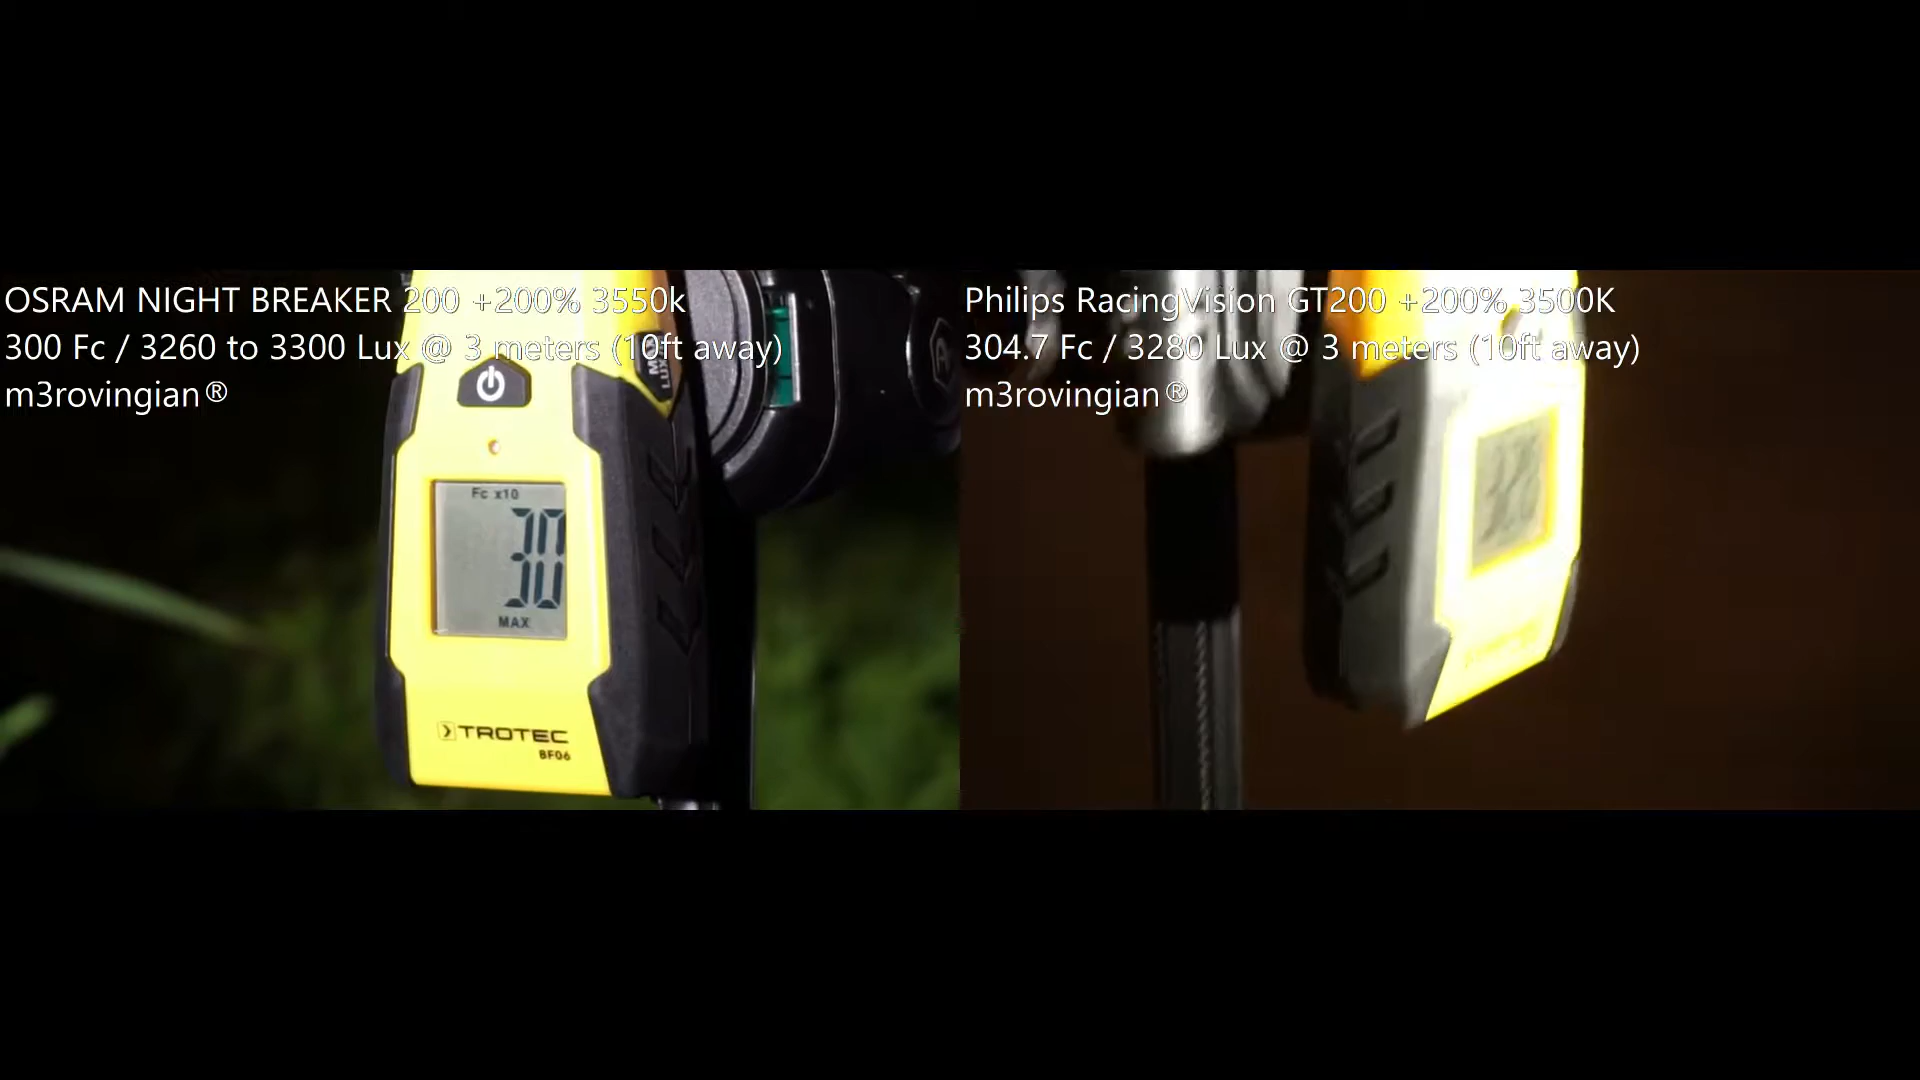 OSRAM NIGHT BREAKER 200 +200% 3550k
300 Fc / 3260 to 3300 Lux @ 3 meters (10ft away)
m3rovingian®
Fc x10
30
MAX
TROTEC
BF06
Philips RacingVision GT200 +200% 3500K
304.7 Fc / 3280 Lux @ 3 meters (10ft away)
m3rovingian®